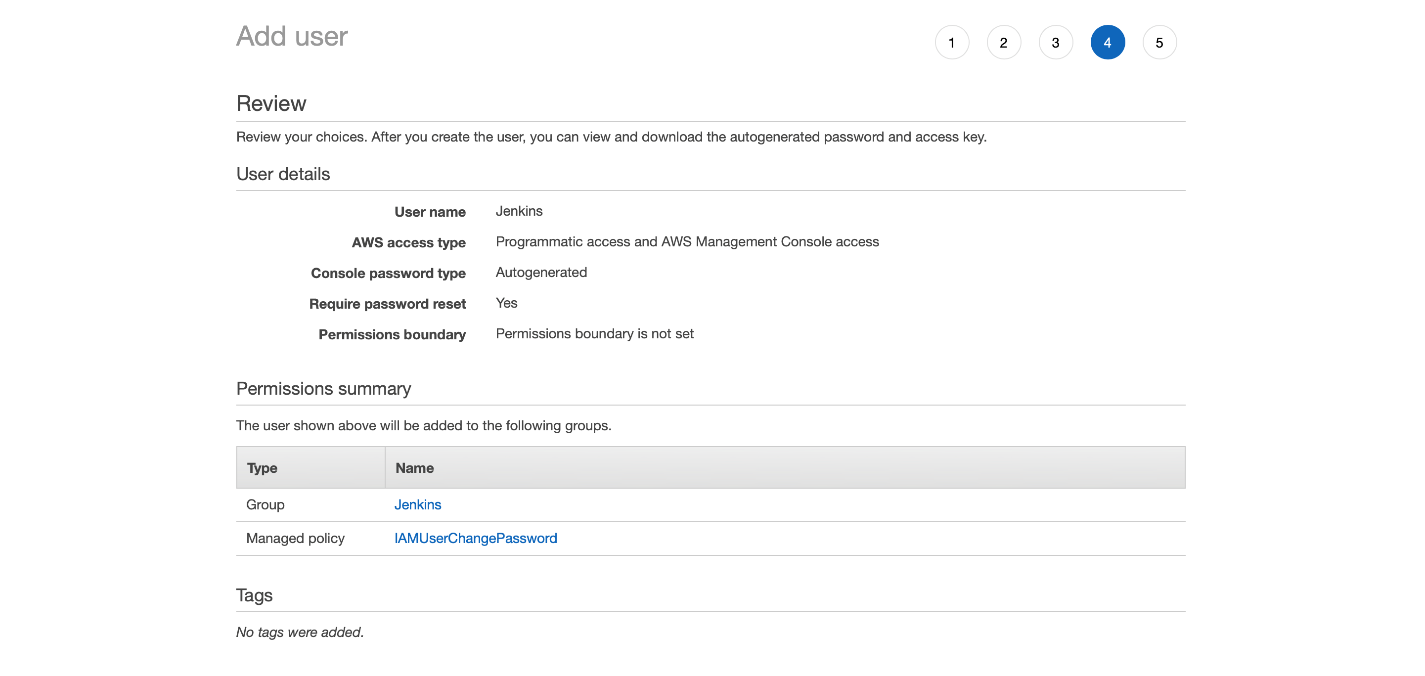 Add user
1 2 3 4 5
Review
Review your choices. After you create the user, you can view and download the autogenerated password and access key.
User details
User name Jenkins
AWS access type Programmatic access and AWS Management Console access
Console password type Autogenerated
Require password reset Yes
Permissions boundary Permissions boundary is not set
Permissions summary
The user shown above will be added to the following groups.
Type Name
Group Jenkins
Managed policy IAMUserChangePassword
Tags
No tags were added.